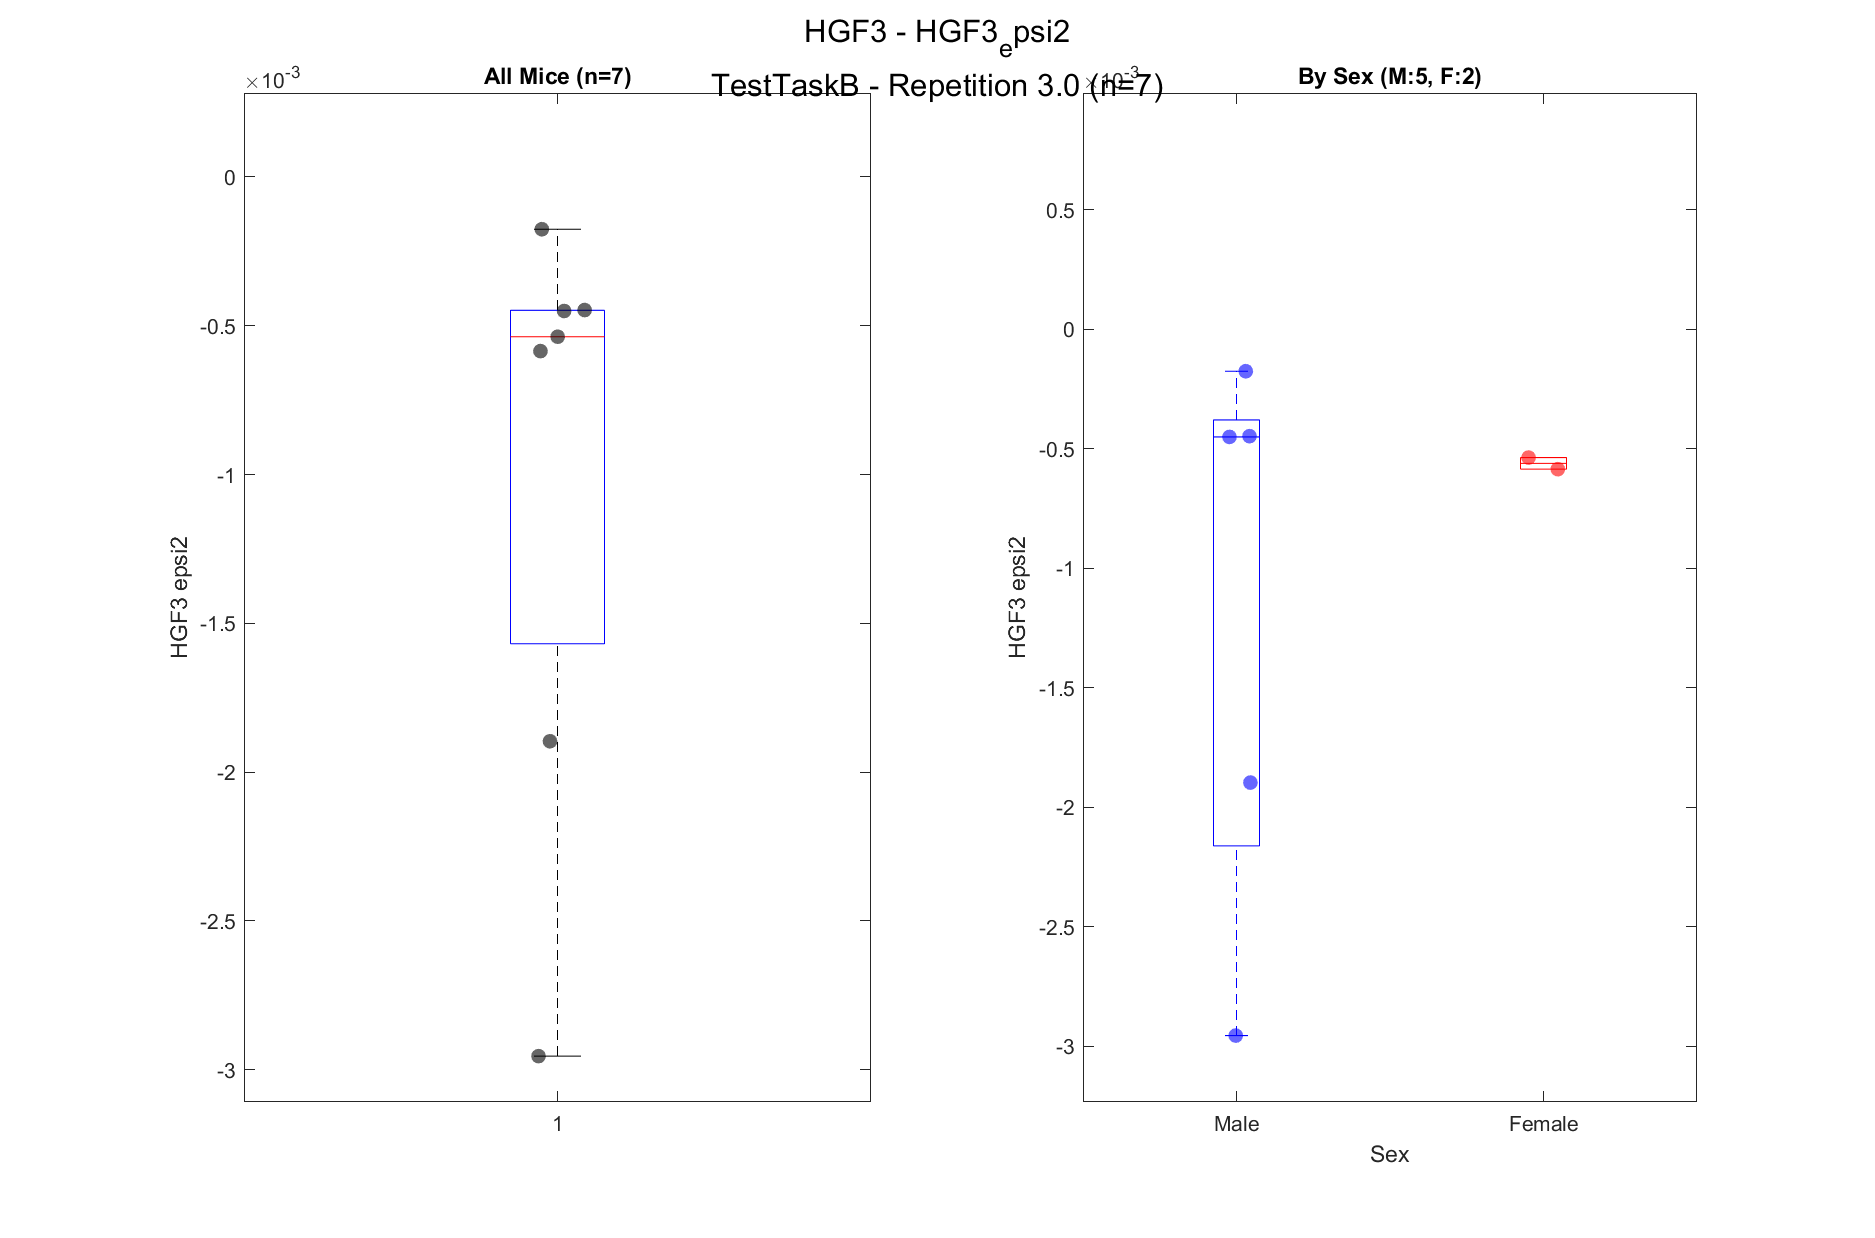 HGF3 - HGF3epsi2
TestTaskB - Repetition 3.0 (n=7)
×10-3
All Mice (n=7)
0
-0.5
-1
-1.5
-2
-2.5
-3
HGF3 epsi2
1
×10-3
By Sex (M:5, F:2)
0.5
0
-0.5
-1
-1.5
-2
-2.5
-3
HGF3 epsi2
Male
Female
Sex